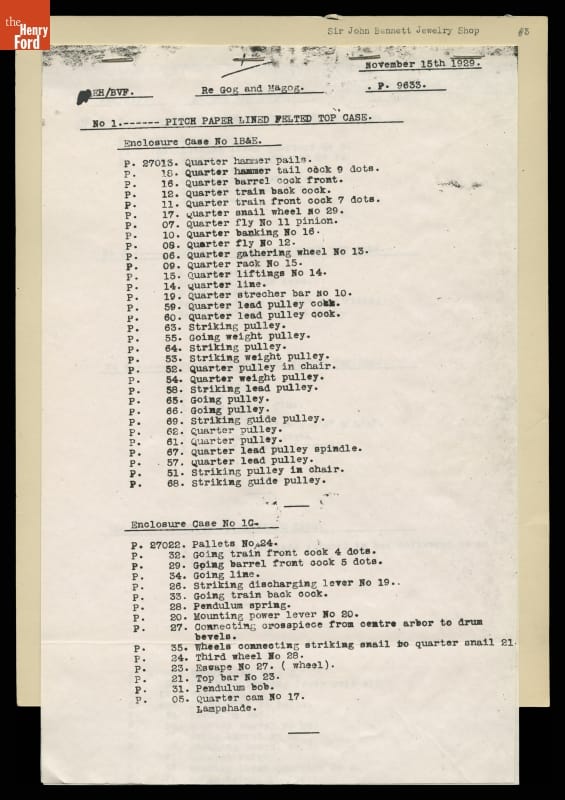 the
Henry
Ford
Sir John Bennett Jewelry Shop #3
November 15th 1929.
EH/BVF. Re Gog and Magog. P. 9633.
No 1.------ PITCH PAPER LINED FELTED TOP CASE.
Enclosure Case No 1B&E.
P. 27013. Quarter hammer pails.
P. 18. Quarter hammer tail cock 9 dots.
P. 16. Quarter barrel cock front.
P. 12. Quarter train back cock.
P. 11. Quarter train front cock 7 dots.
P. 17. Quarter snail wheel No 29.
P. 07. Quarter fly No 11 pinion.
P. 10. Quarter banking No 16.
P. 08. Quarter fly No 12.
P. 06. Quarter gathering wheel No 13.
P. 09. Quarter rack No 15.
P. 15. Quarter liftings No 14.
P. 14. Quarter line.
P. 19. Quarter strecher bar No 10.
P. 59. Quarter lead pulley cock.
P. 60. Quarter lead pulley cock.
P. 63. Striking pulley.
P. 55. Going weight pulley.
P. 64. Striking pulley.
P. 53. Striking weight pulley.
P. 52. Quarter pulley in chair.
P. 54. Quarter weight pulley.
P. 58. Striking lead pulley.
P. 65. Going pulley.
P. 66. Going pulley.
P. 69. Striking guide pulley.
P. 62. Quarter pulley.
P. 61. Quarter pulley.
P. 67. Quarter lead pulley spindle.
P. 57. Quarter lead pulley.
P. 51. Striking pulley in chair.
P. 68. Striking guide pulley.
Enclosure Case No 1C-
P. 27022. Pallets No 24.
P. 32. Going train front cock 4 dots.
P. 29. Going barrel front cock 5 dots.
P. 34. Going line.
P. 26. Striking discharging lever No 19..
P. 33. Going train back cock.
P. 28. Pendulum spring.
P. 20. Mounting power lever No 20.
P. 27. Connecting crosspiece from centre arbor to drum
bevels.
P. 35. Wheels connecting striking snail to quarter snail 21.
P. 24. Third wheel No 28.
P. 23. Escape No 27. ( wheel).
P. 21. Top bar No 23.
P. 31. Pendulum bob.
P. 05. Quarter cam No 17.
Lampshade.